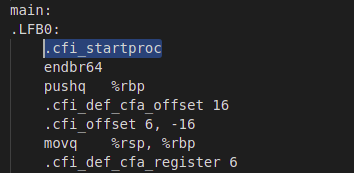 main:
.LFB0:
.cfi_startproc
endbr64
pushq %rbp
.cfi_def_cfa_offset 16
.cfi_offset 6, -16
movq %rsp, %rbp
.cfi_def_cfa_register 6